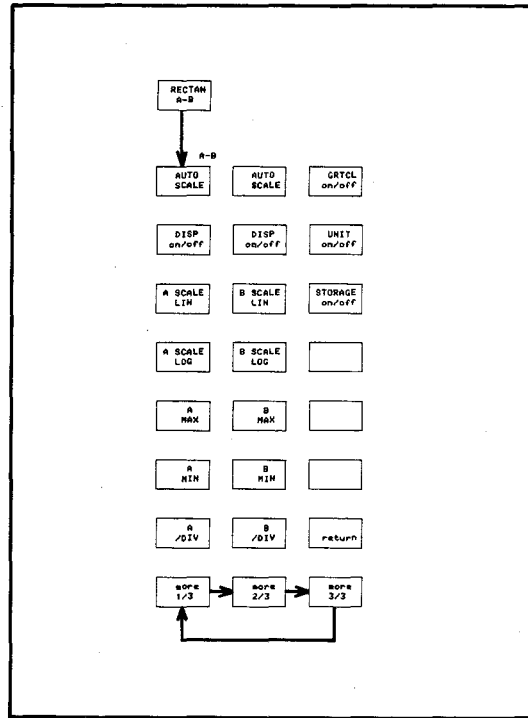 RECTAN
A-B
A-B
AUTO
SCALE
AUTO
SCALE
GRTCL
on/off
DISP
on/off
DISP
on/off
UNIT
on/off
A SCALE
LIN
B SCALE
LIN
STORAGE
on/off
A SCALE
LOG
B SCALE
LOG
A
MAX
B
MAX
A
MIN
B
MIN
A
/DIV
B
/DIV
return
more
1/3
more
2/3
more
3/3